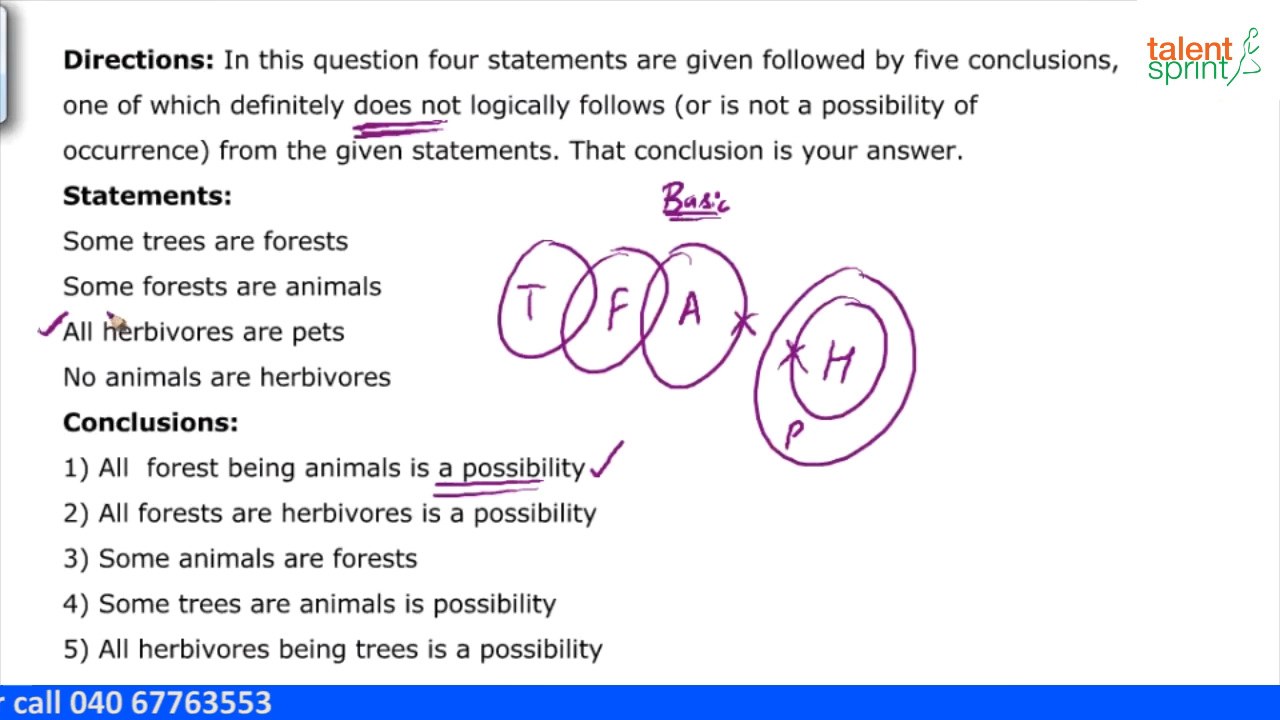 talent
sprint
Directions: In this question four statements are given followed by five conclusions,
one of which definitely does not logically follows (or is not a possibility of
occurrence) from the given statements. That conclusion is your answer.
Statements:
Basic
Some trees are forests
Some forests are animals
All herbivores are pets
No animals are herbivores
T F A H
P
Conclusions:
1) All forest being animals is a possibility
2) All forests are herbivores is a possibility
3) Some animals are forests
4) Some trees are animals is possibility
5) All herbivores being trees is a possibility
r call 040 67763553